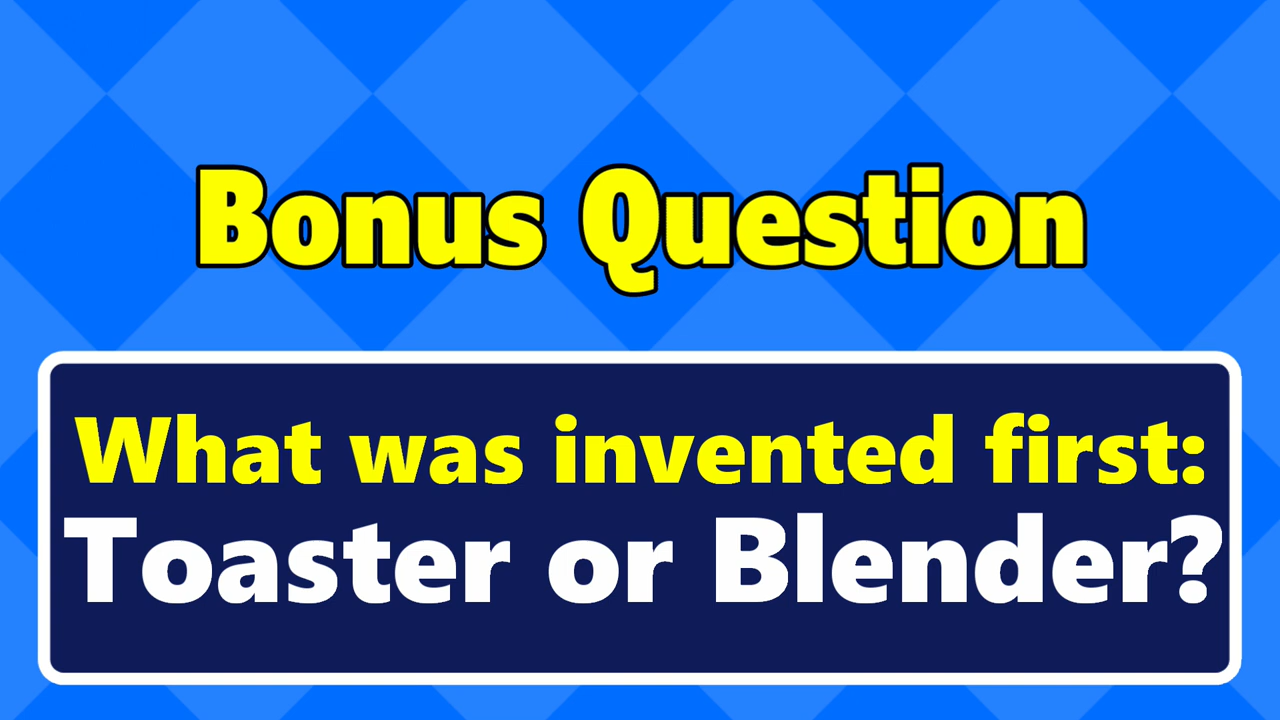 Bonus Question
What was invented first:
Toaster or Blender?